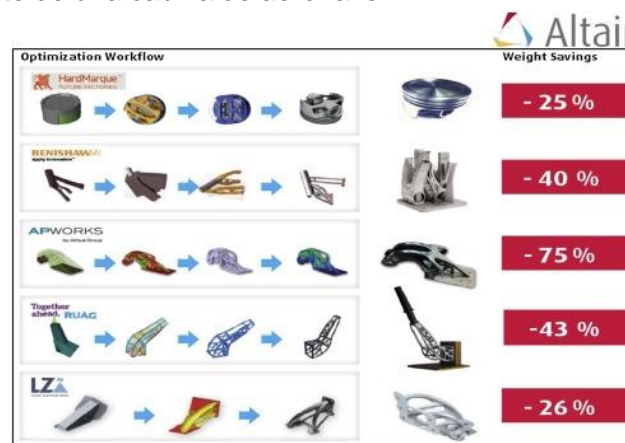 Altair
Optimization Workflow
Weight Savings
HardMarque
FUTURE FACTORIES
- 25 %
RENISHAW
apply innovation™
- 40 %
APWORKS
by Airbus Group
- 75 %
Together
ahead. RUAG
-43 %
LZ
- 26 %